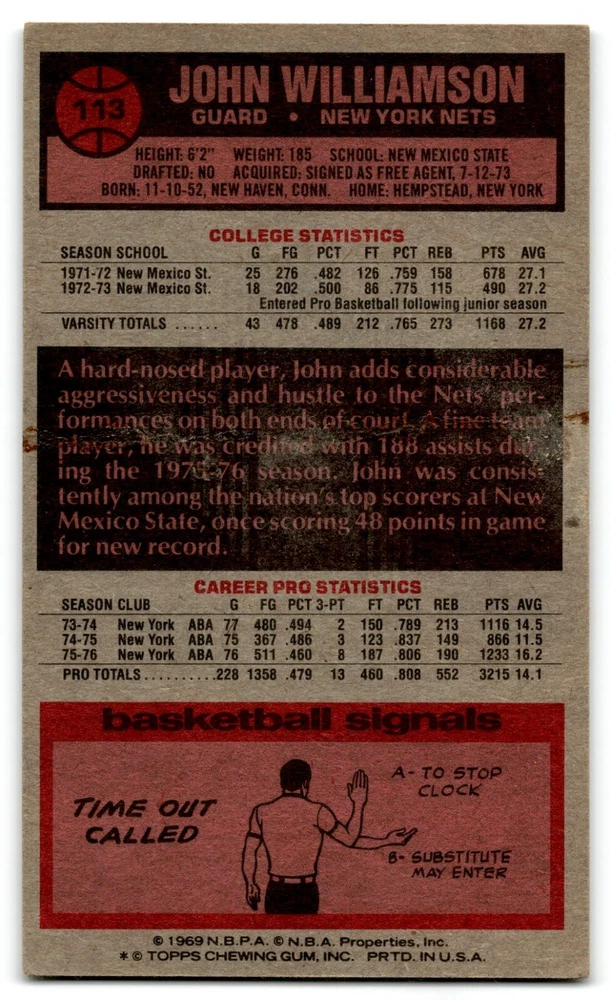 113
JOHN WILLIAMSON
GUARD • NEW YORK NETS
HEIGHT: 6'2" WEIGHT: 185 SCHOOL: NEW MEXICO STATE
DRAFTED: NO ACQUIRED: SIGNED AS FREE AGENT, 7-12-73
BORN: 11-10-52, NEW HAVEN, CONN. HOME: HEMPSTEAD, NEW YORK
COLLEGE STATISTICS
SEASON SCHOOL G FG PCT FT PCT REB PTS AVG
1971-72 New Mexico St. 25 276 .482 126 .759 158 678 27.1
1972-73 New Mexico St. 18 202 .500 86 .775 115 490 27.2
Entered Pro Basketball following junior season
VARSITY TOTALS ...... 43 478 .489 212 .765 273 1168 27.2
A hard-nosed player, John adds considerable
aggressiveness and hustle to the Nets' per-
formances on both ends of court. A fine team
player, he was credited with 188 assists dur-
ing the 1975-76 season. John was consis-
tently among the nation's top scorers at New
Mexico State, once scoring 48 points in game
for new record.
CAREER PRO STATISTICS
SEASON CLUB G FG PCT 3-PT FT PCT REB PTS AVG
73-74 New York ABA 77 480 .494 2 150 .789 213 1116 14.5
74-75 New York ABA 75 367 .486 3 123 .837 149 866 11.5
75-76 New York ABA 76 511 .460 8 187 .806 190 1233 16.2
PRO TOTALS..........228 1358 .479 13 460 .808 552 3215 14.1
basketball signals
TIME OUT
CALLED
A- TO STOP
CLOCK
B- SUBSTITUTE
MAY ENTER
© 1969 N.B.P.A. © N.B.A. Properties, Inc.
* © TOPPS CHEWING GUM, INC. PRTD. IN U.S.A.